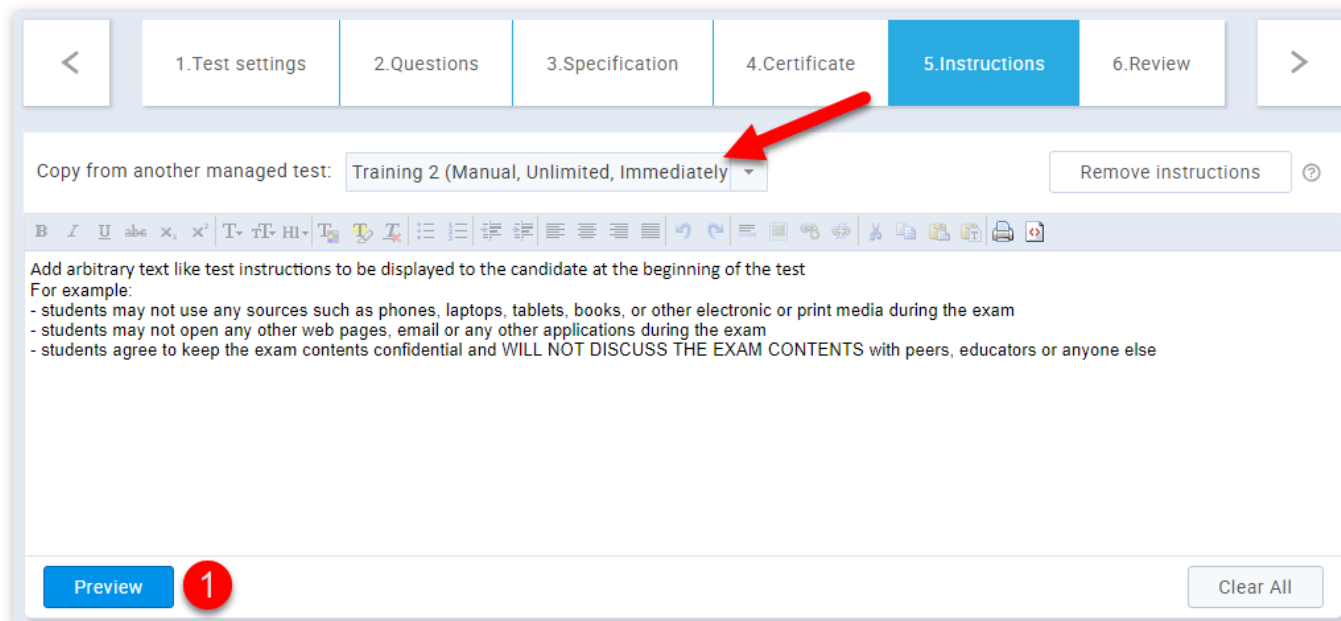 1.Test settings 2.Questions 3.Specification 4.Certificate 5.Instructions 6.Review
Copy from another managed test: Training 2 (Manual, Unlimited, Immediately Remove instructions ?
B I U abc x₂ x² T тT H1 T
Add arbitrary text like test instructions to be displayed to the candidate at the beginning of the test
For example:
- students may not use any sources such as phones, laptops, tablets, books, or other electronic or print media during the exam
- students may not open any other web pages, email or any other applications during the exam
- students agree to keep the exam contents confidential and WILL NOT DISCUSS THE EXAM CONTENTS with peers, educators or anyone else
Preview 1 Clear All